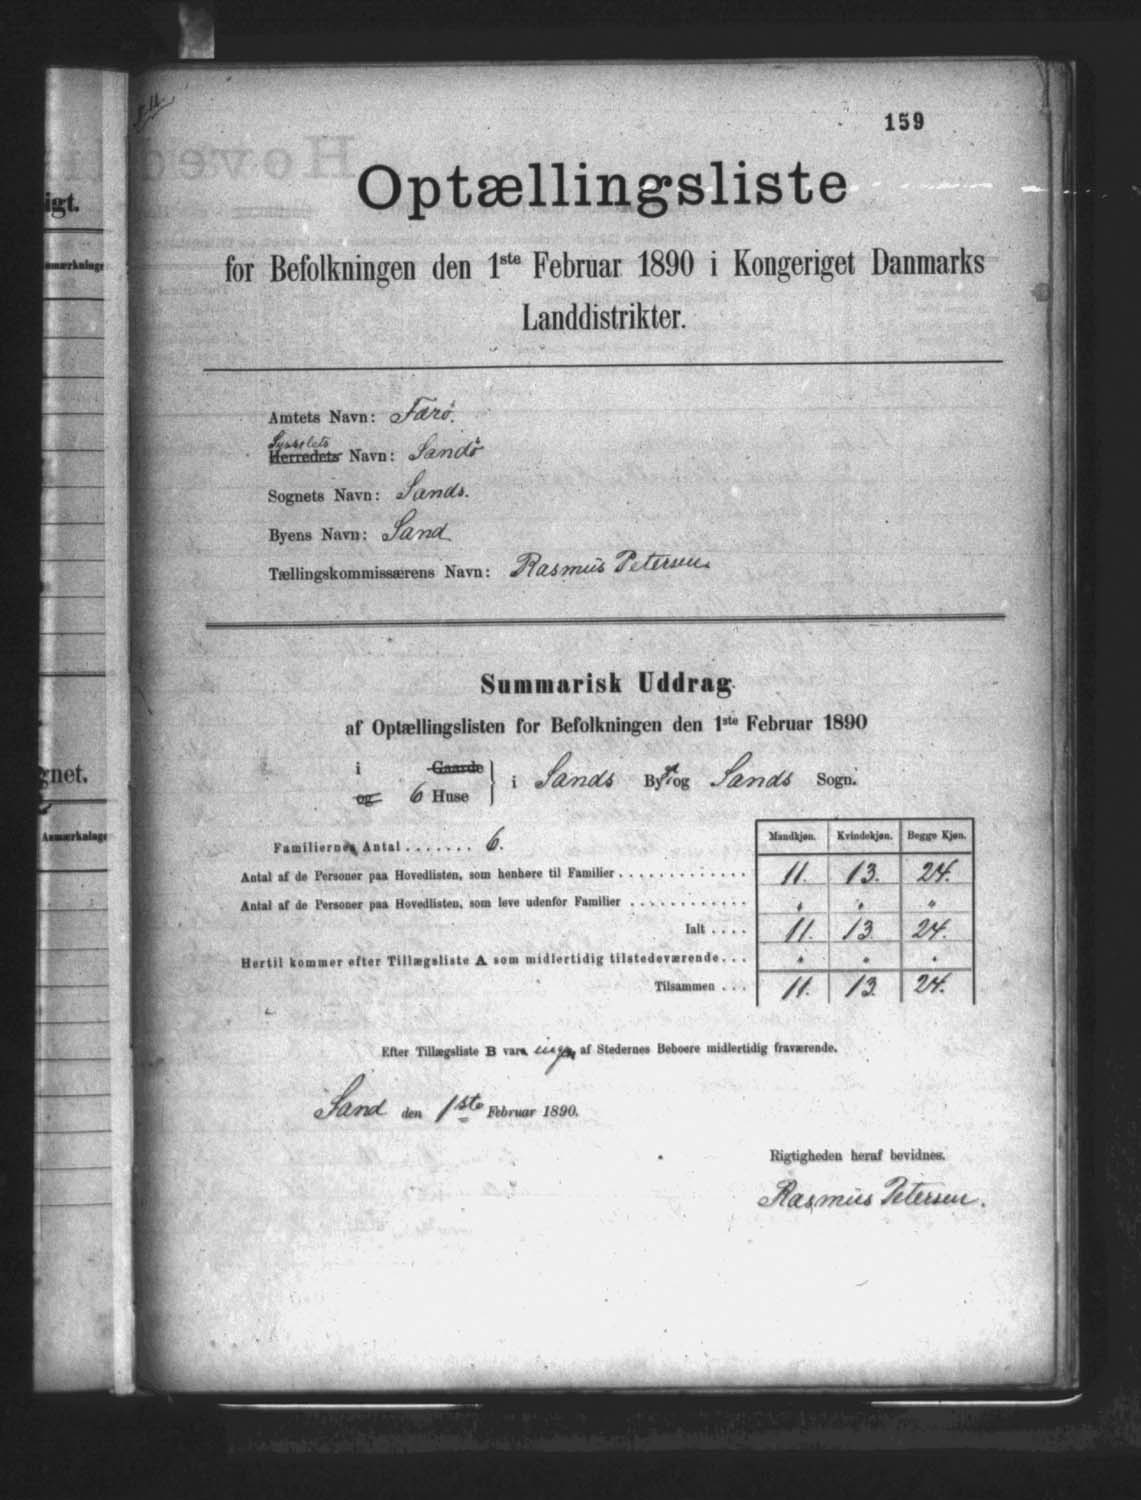 159
Optællingsliste
for Befolkningen den 1ste Februar 1890 i Kongeriget Danmarks
Landdistrikter.
Amtets Navn: Færö.
Sysselets
Herredets Navn: Sandö
Sognets Navn: Sands.
Byens Navn: Sand
Tællingskommissærens Navn: Rasmus Petersen.
Summarisk Uddrag
af Optællingslisten for Befolkningen den 1ste Februar 1890
i Gaarde
og 6 Huse
i Sands By og Sands Sogn.
Mandkjøn. Kvindekjøn. Begge Kjøn.
Familiernes Antal....... 6.
Antal af de Personer paa Hovedlisten, som henhøre til Familier 11. 13. 24.
Antal af de Personer paa Hovedlisten, som leve udenfor Familier " " "
Ialt.... 11. 13. 24.
Hertil kommer efter Tillægsliste A som midlertidig tilstedeværende... " " "
Tilsammen... 11. 13. 24.
Efter Tillægsliste B vare ingen af Stedernes Beboere midlertidig fraværende.
Sand den 1ste Februar 1890.
Rigtigheden heraf bevidnes.
Rasmus Petersen.
igt.
gnet.